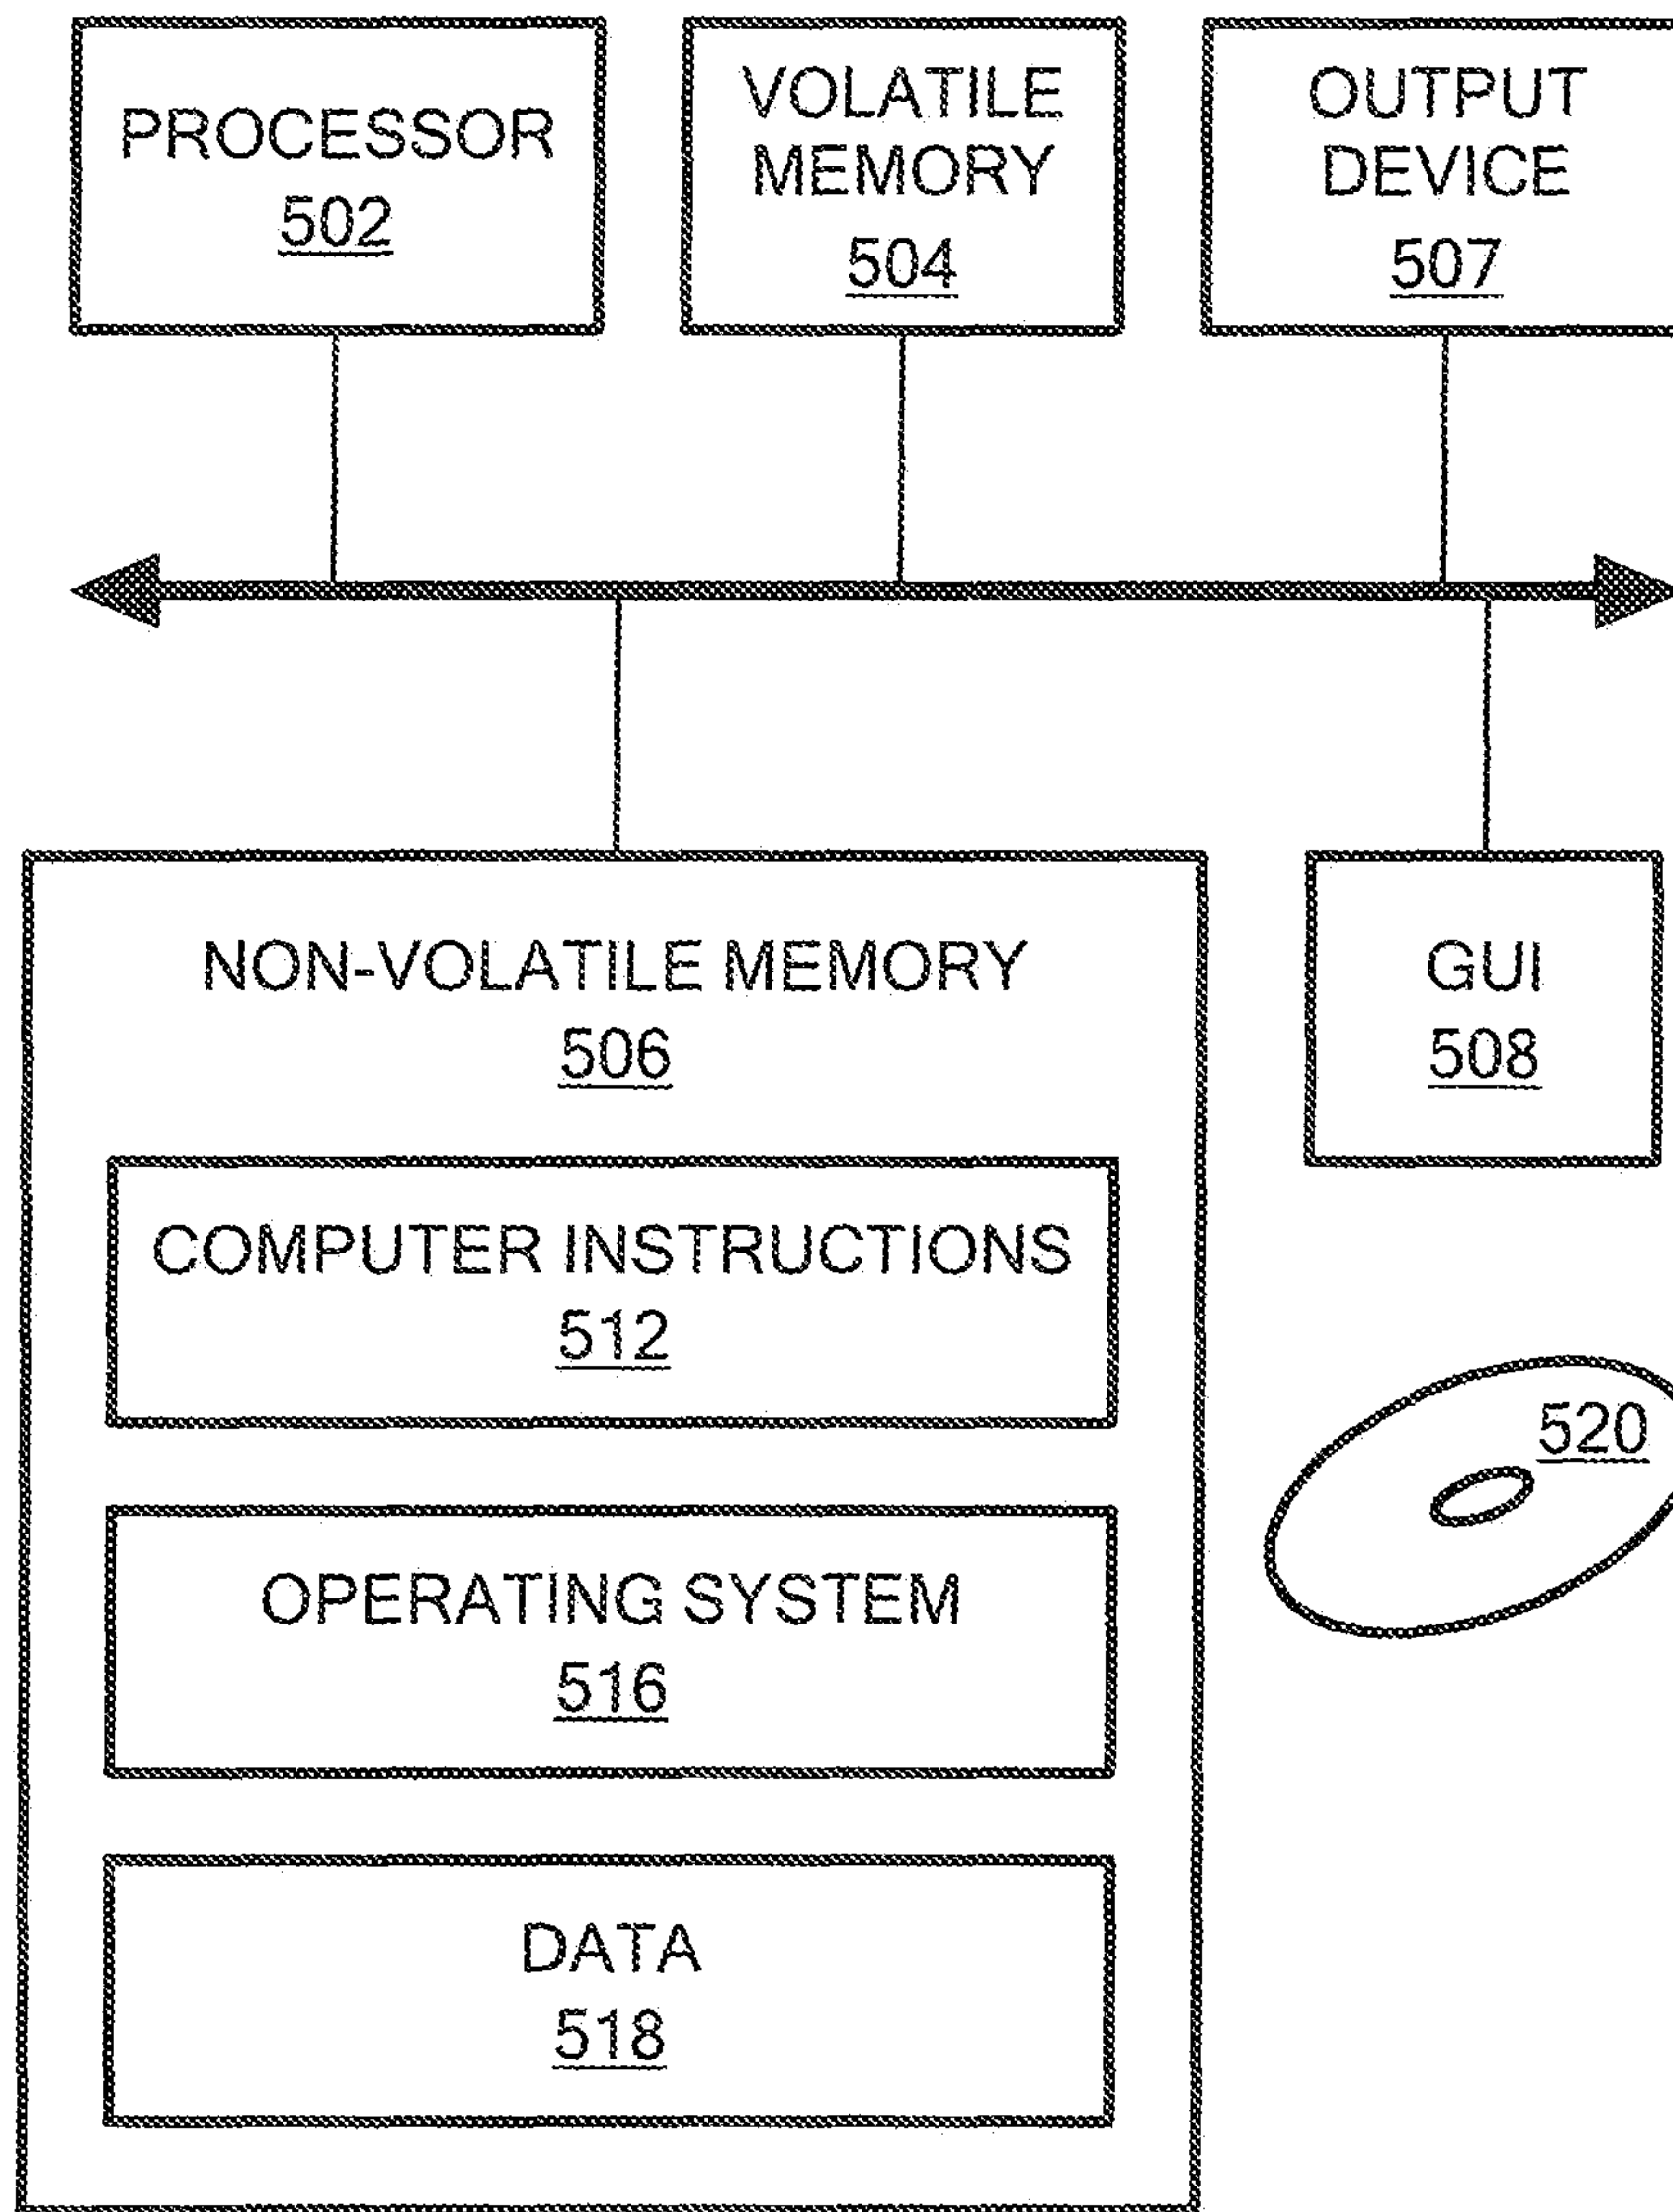 PROCESSOR
502
VOLATILE
MEMORY
504
OUTPUT
DEVICE
507
NON-VOLATILE MEMORY
506
GUI
508
COMPUTER INSTRUCTIONS
512
520
OPERATING SYSTEM
516
DATA
518